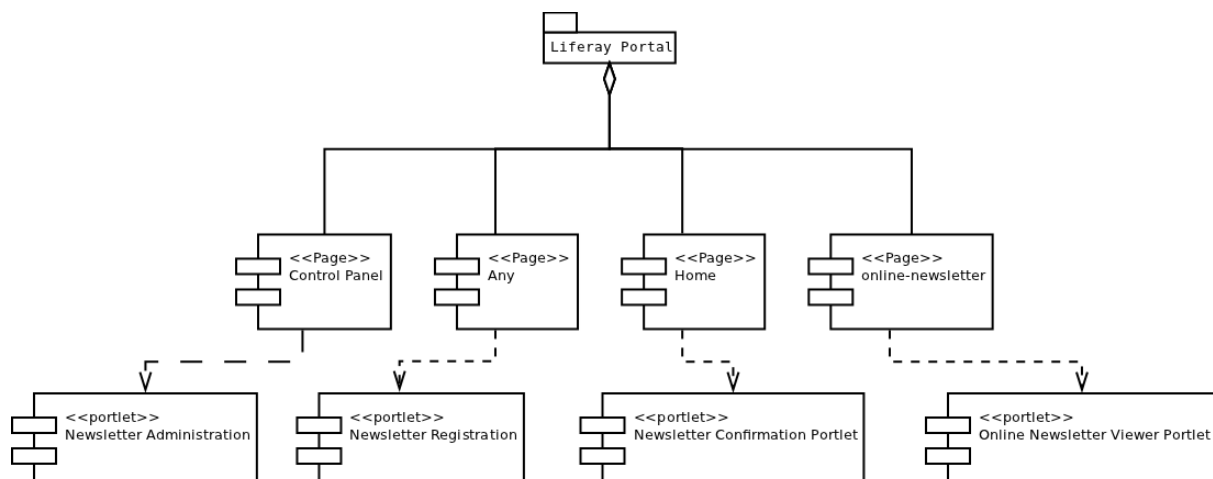 Liferay Portal
<<Page>>
Control Panel
<<Page>>
Any
<<Page>>
Home
<<Page>>
online-newsletter
<<portlet>>
Newsletter Administration
<<portlet>>
Newsletter Registration
<<portlet>>
Newsletter Confirmation Portlet
<<portlet>>
Online Newsletter Viewer Portlet